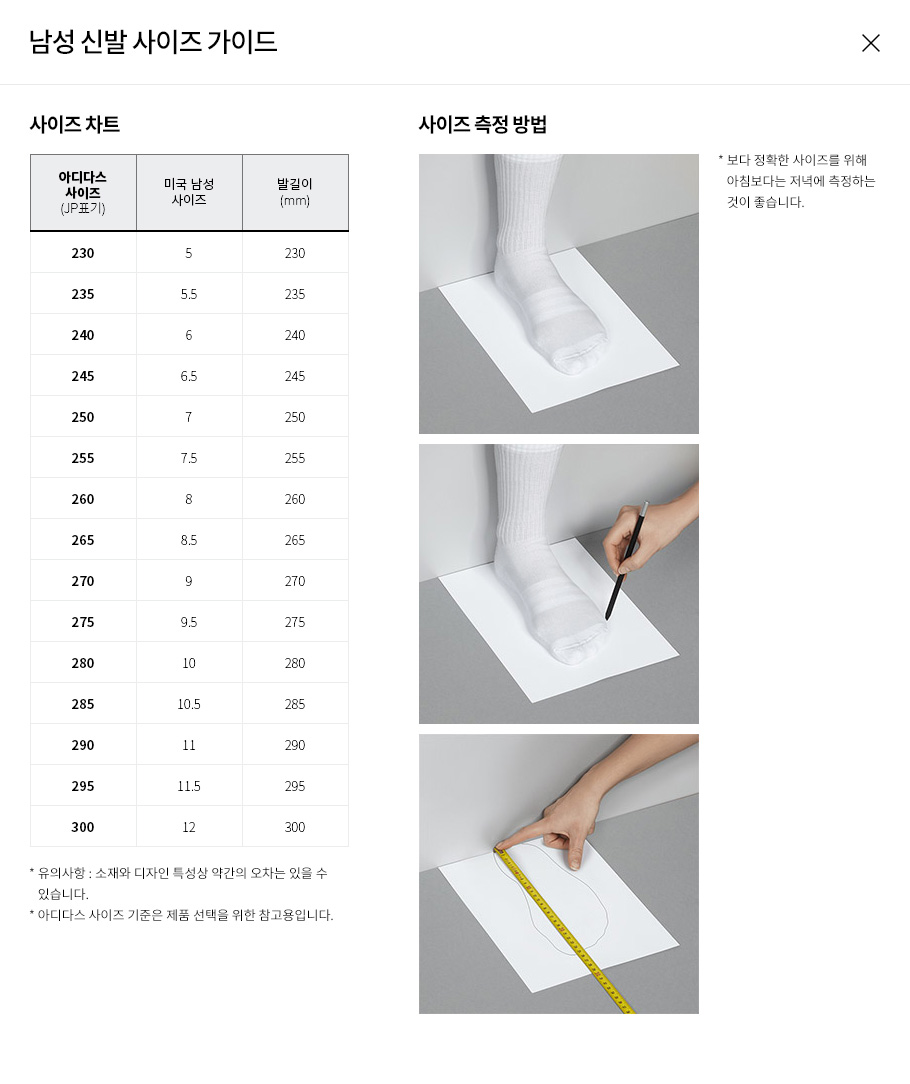 남성 신발 사이즈 가이드
사이즈 차트
아디다스
사이즈
(JP표기)
미국 남성
사이즈
발길이
(mm)
230 5 230
235 5.5 235
240 6 240
245 6.5 245
250 7 250
255 7.5 255
260 8 260
265 8.5 265
270 9 270
275 9.5 275
280 10 280
285 10.5 285
290 11 290
295 11.5 295
300 12 300
* 유의사항 : 소재와 디자인 특성상 약간의 오차는 있을 수
있습니다.
* 아디다스 사이즈 기준은 제품 선택을 위한 참고용입니다.
사이즈 측정 방법
* 보다 정확한 사이즈를 위해
아침보다는 저녁에 측정하는
것이 좋습니다.